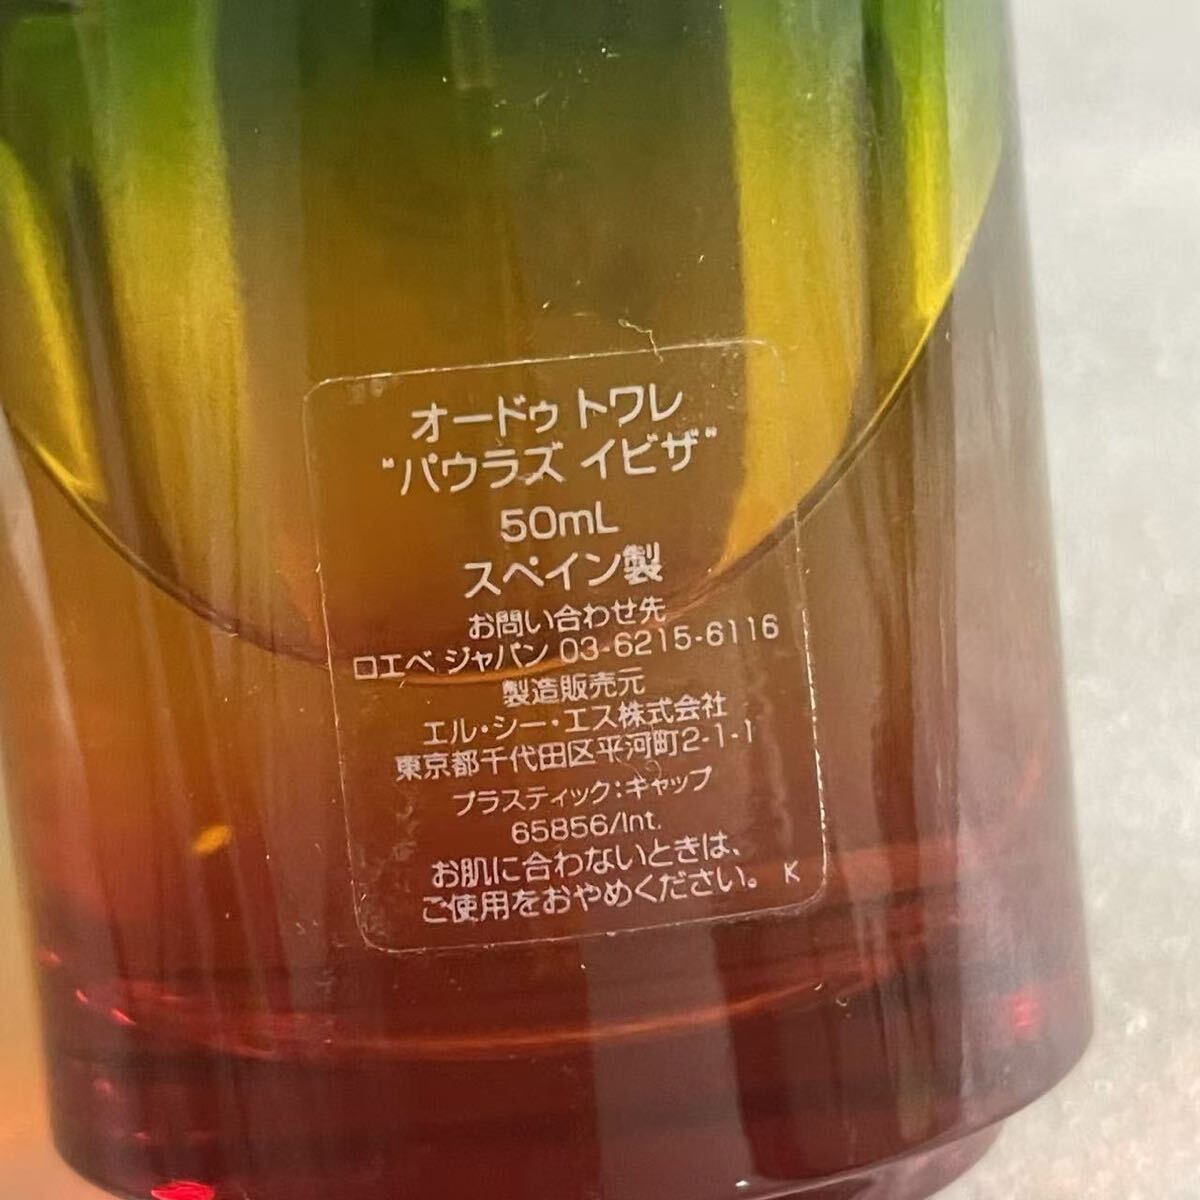 オードゥ トワレ
"パウラズ イビザ"
50mL
スペイン製
お問い合わせ先
ロエベ ジャパン 03-6215-6116
製造販売元
エル・シー・エス株式会社
東京都千代田区平河町2-1-1
プラスティック:キャップ
65856/Int.
お肌に合わないときは、
ご使用をおやめください。 K